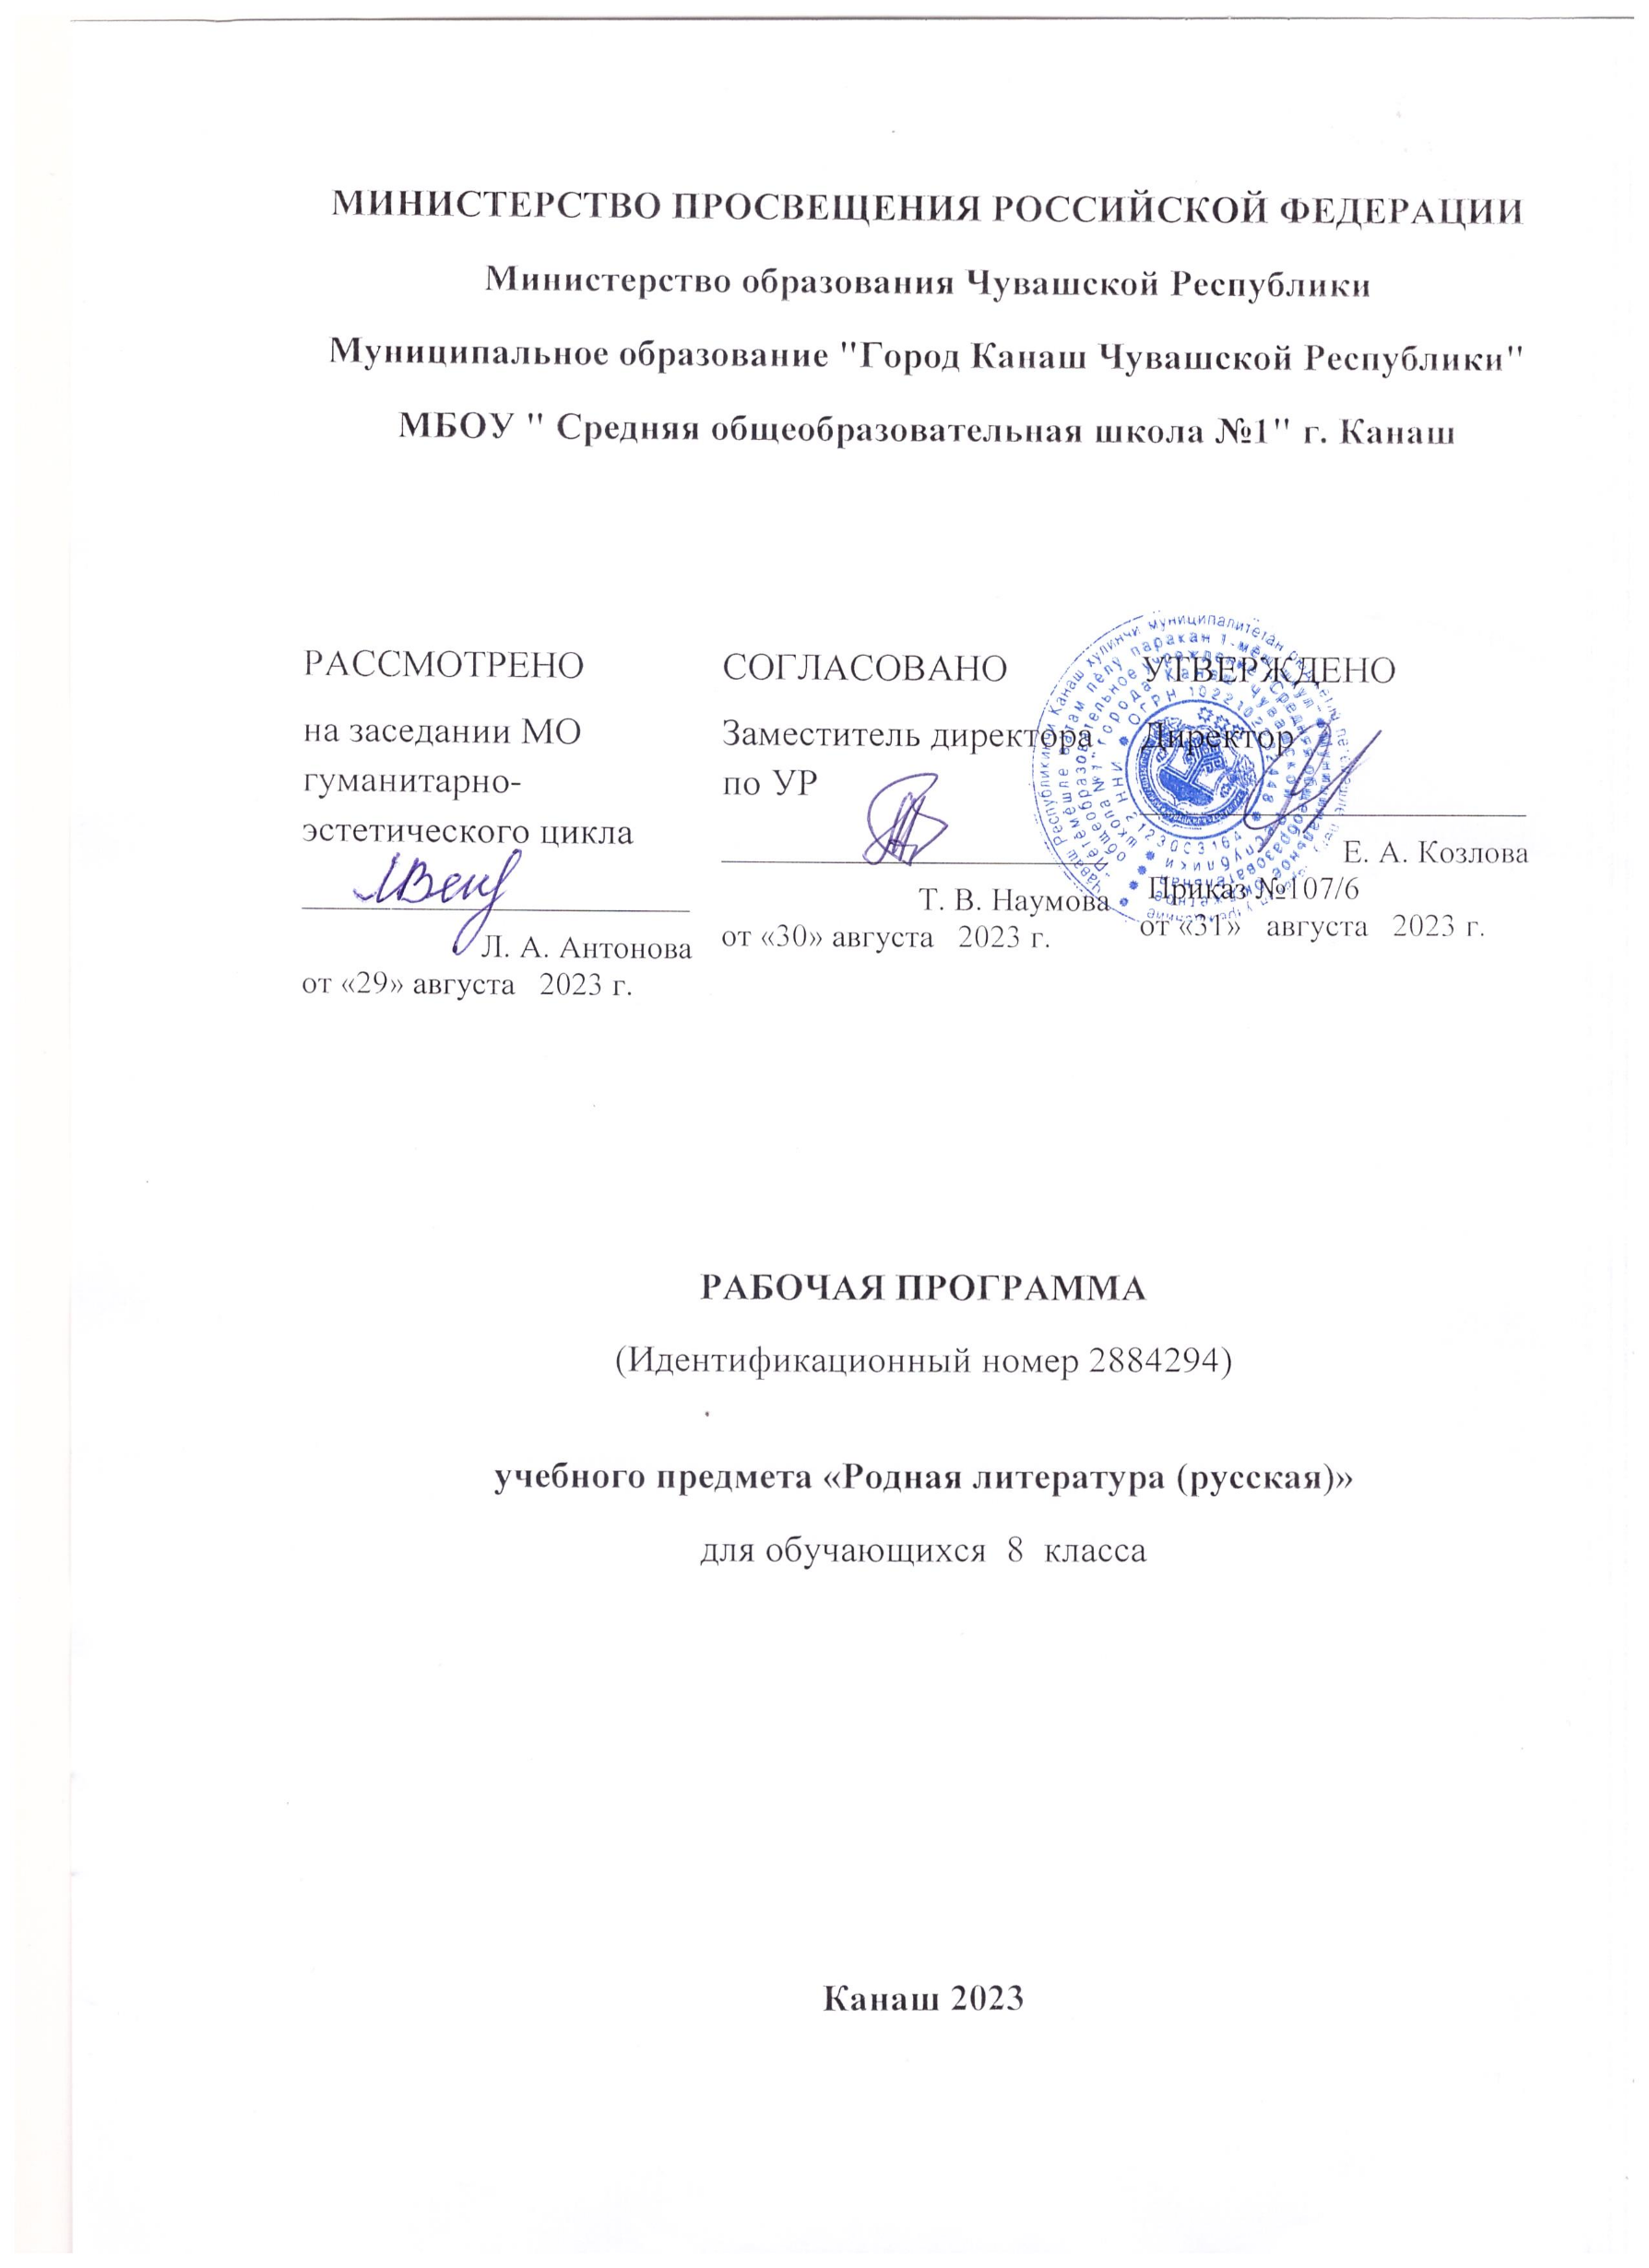 МИНИСТЕРСТВО ПРОСВЕЩЕНИЯ РОССИЙСКОЙ ФЕДЕРАЦИИ
Министерство образования Чувашской Республики
Муниципальное образование "Город Канаш Чувашской Республики"
МБОУ " Средняя общеобразовательная школа №1" г. Канаш
РАССМОТРЕНО
на заседании МО
гуманитарно-
эстетического цикла
Л. А. Антонова
от «29» августа 2023 г.
СОГЛАСОВАНО
Заместитель директора
по УР
Т. В. Наумова
от «30» августа 2023 г.
УТВЕРЖДЕНО
Директор
Е. А. Козлова
Приказ №107/6
от «31» августа 2023 г.
РАБОЧАЯ ПРОГРАММА
(Идентификационный номер 2884294)
учебного предмета «Родная литература (русская)»
для обучающихся 8 класса
Канаш 2023